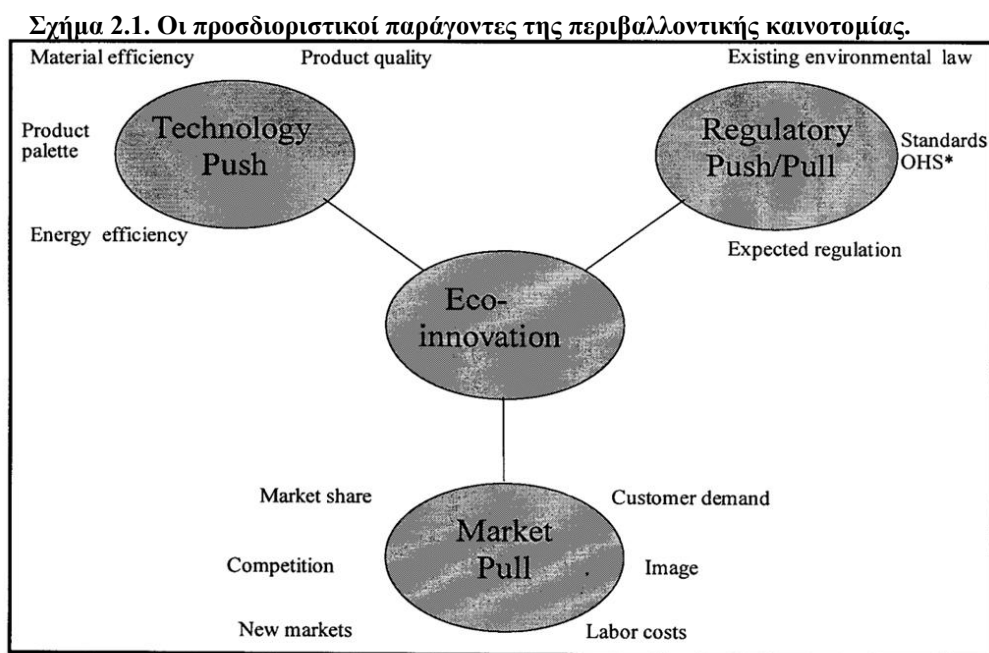 Σχήμα 2.1. Οι προσδιοριστικοί παράγοντες της περιβαλλοντικής καινοτομίας.
Material efficiency
Product quality
Technology
Push
Product
palette
Energy efficiency
Existing environmental law
Regulatory
Push/Pull
Standards
OHS*
Expected regulation
Eco-
innovation
Market share
Customer demand
Market
Pull
Competition
Image
New markets
Labor costs